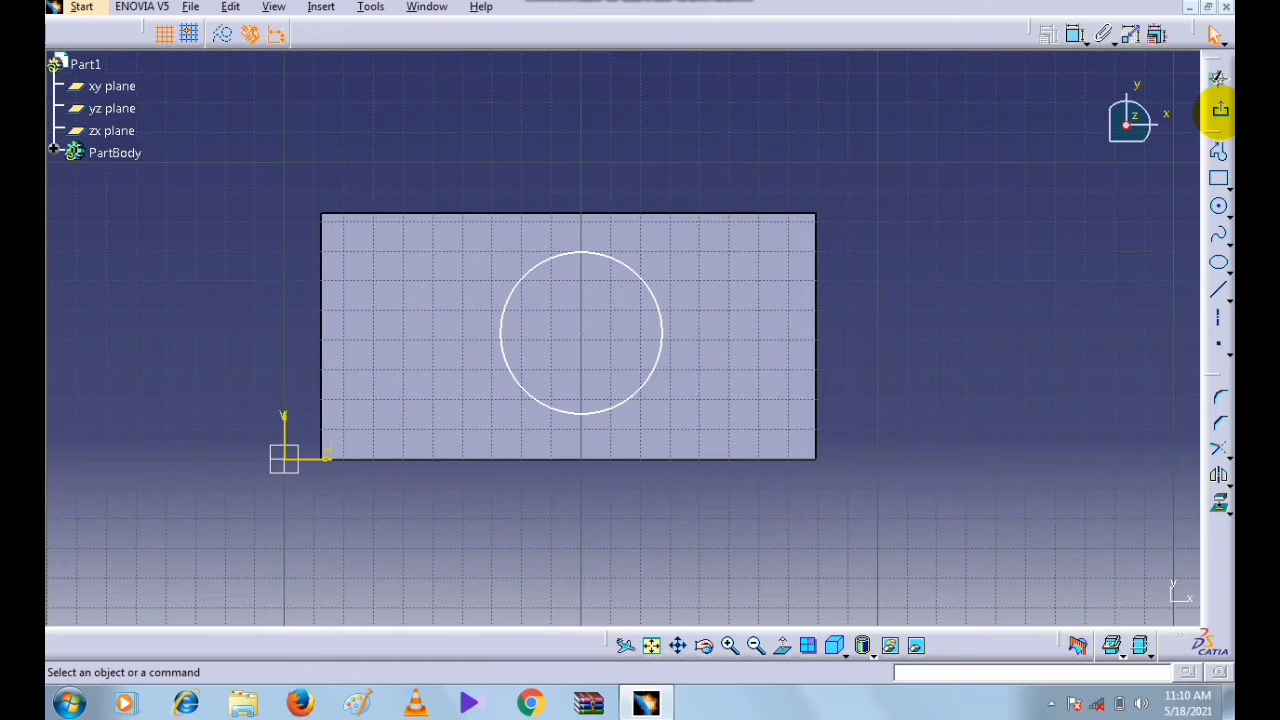 Start ENOVIA V5 File Edit View Insert Tools Window Help
Part1
xy plane
yz plane
zx plane
PartBody
y
x
z
y
x
CATIA
Select an object or a command
11:10 AM
5/18/2021